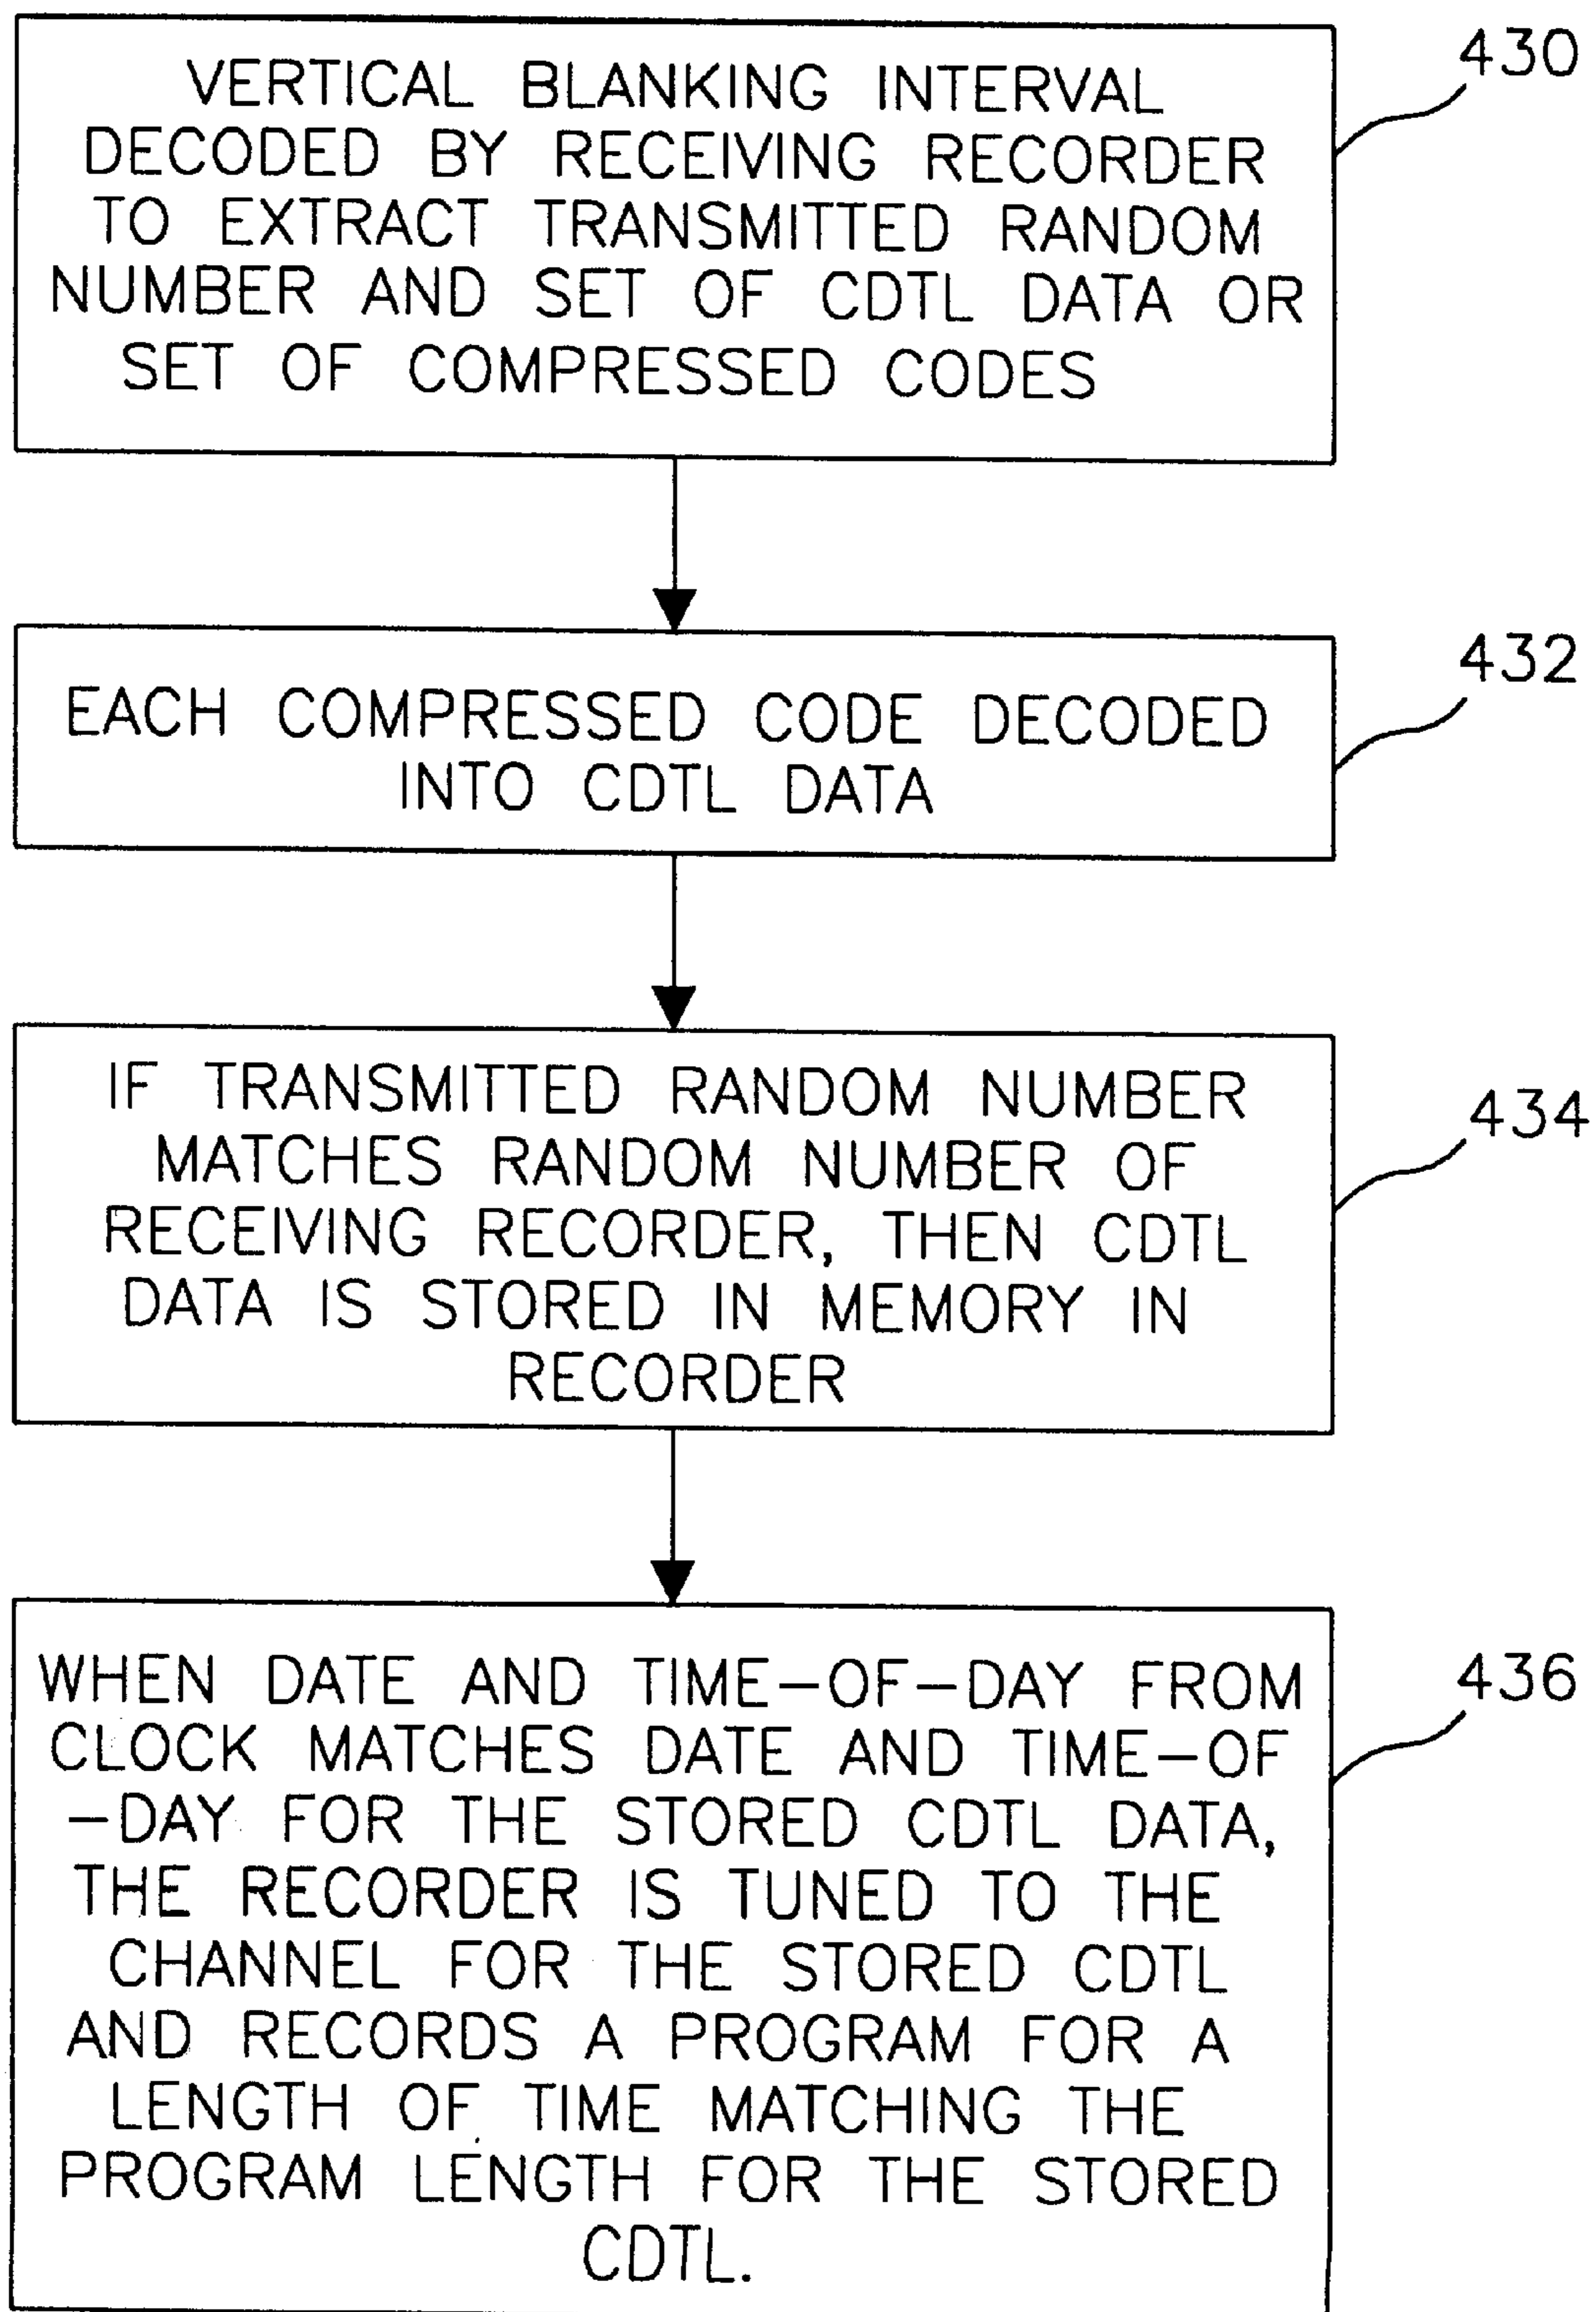 VERTICAL BLANKING INTERVAL
DECODED BY RECEIVING RECORDER
TO EXTRACT TRANSMITTED RANDOM
NUMBER AND SET OF CDTL DATA OR
SET OF COMPRESSED CODES
430
EACH COMPRESSED CODE DECODED
INTO CDTL DATA
432
IF TRANSMITTED RANDOM NUMBER
MATCHES RANDOM NUMBER OF
RECEIVING RECORDER, THEN CDTL
DATA IS STORED IN MEMORY IN
RECORDER
434
WHEN DATE AND TIME-OF-DAY FROM
CLOCK MATCHES DATE AND TIME-OF
-DAY FOR THE STORED CDTL DATA,
THE RECORDER IS TUNED TO THE
CHANNEL FOR THE STORED CDTL
AND RECORDS A PROGRAM FOR A
LENGTH OF TIME MATCHING THE
PROGRAM LENGTH FOR THE STORED
CDTL.
436